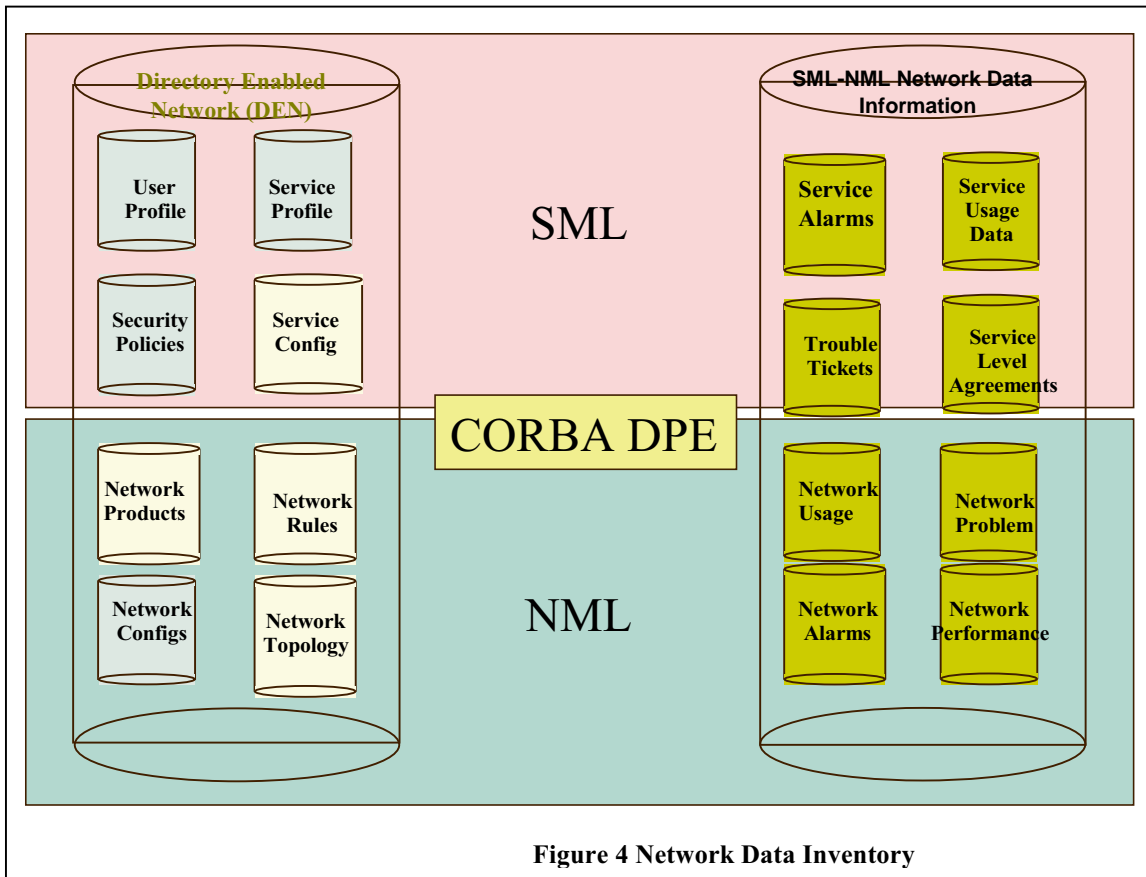 Directory Enabled
Network (DEN)
SML-NML Network Data
Information
User
Profile
Service
Profile
Service
Alarms
Service
Usage
Data
SML
Security
Policies
Service
Config
Trouble
Tickets
Service
Level
Agreements
CORBA DPE
Network
Products
Network
Rules
Network
Usage
Network
Problem
Network
Configs
Network
Topology
NML
Network
Alarms
Network
Performance
Figure 4 Network Data Inventory